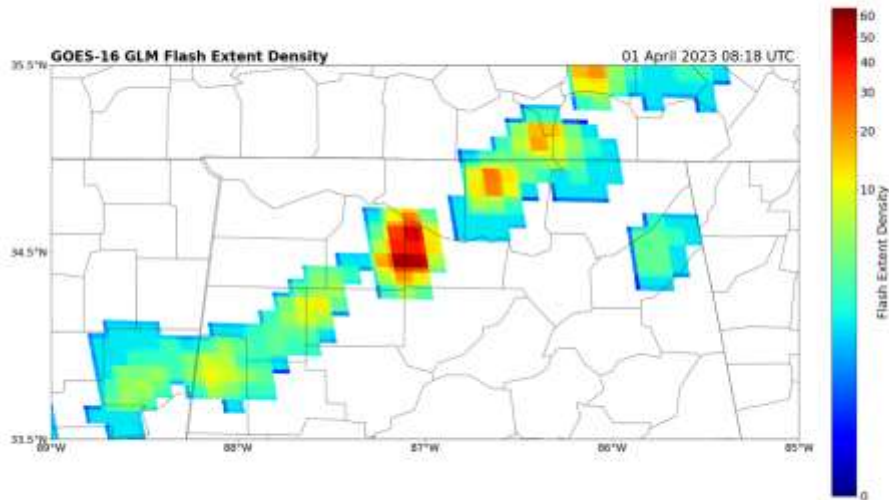 GOES-16 GLM Flash Extent Density
01 April 2023 08:18 UTC
35.5°N
34.5°N
33.5°N
89°W
88°W
87°W
86°W
85°W
60
50
40
30
20
10
0
Flash Extent Density